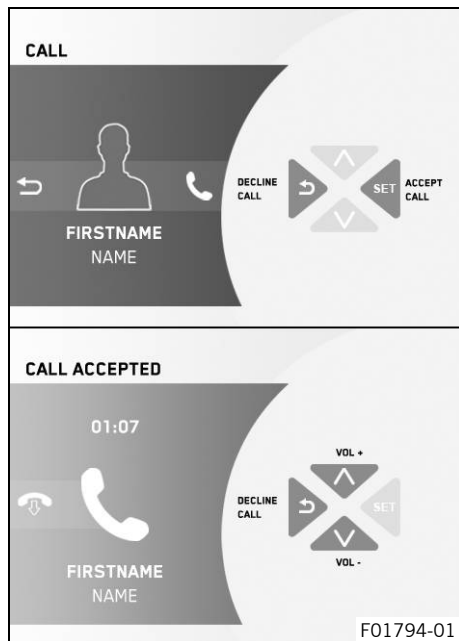 CALL
DECLINE
CALL
SET
ACCEPT
CALL
FIRSTNAME
NAME
CALL ACCEPTED
01:07
VOL +
DECLINE
CALL
SET
VOL -
FIRSTNAME
NAME
F01794-01